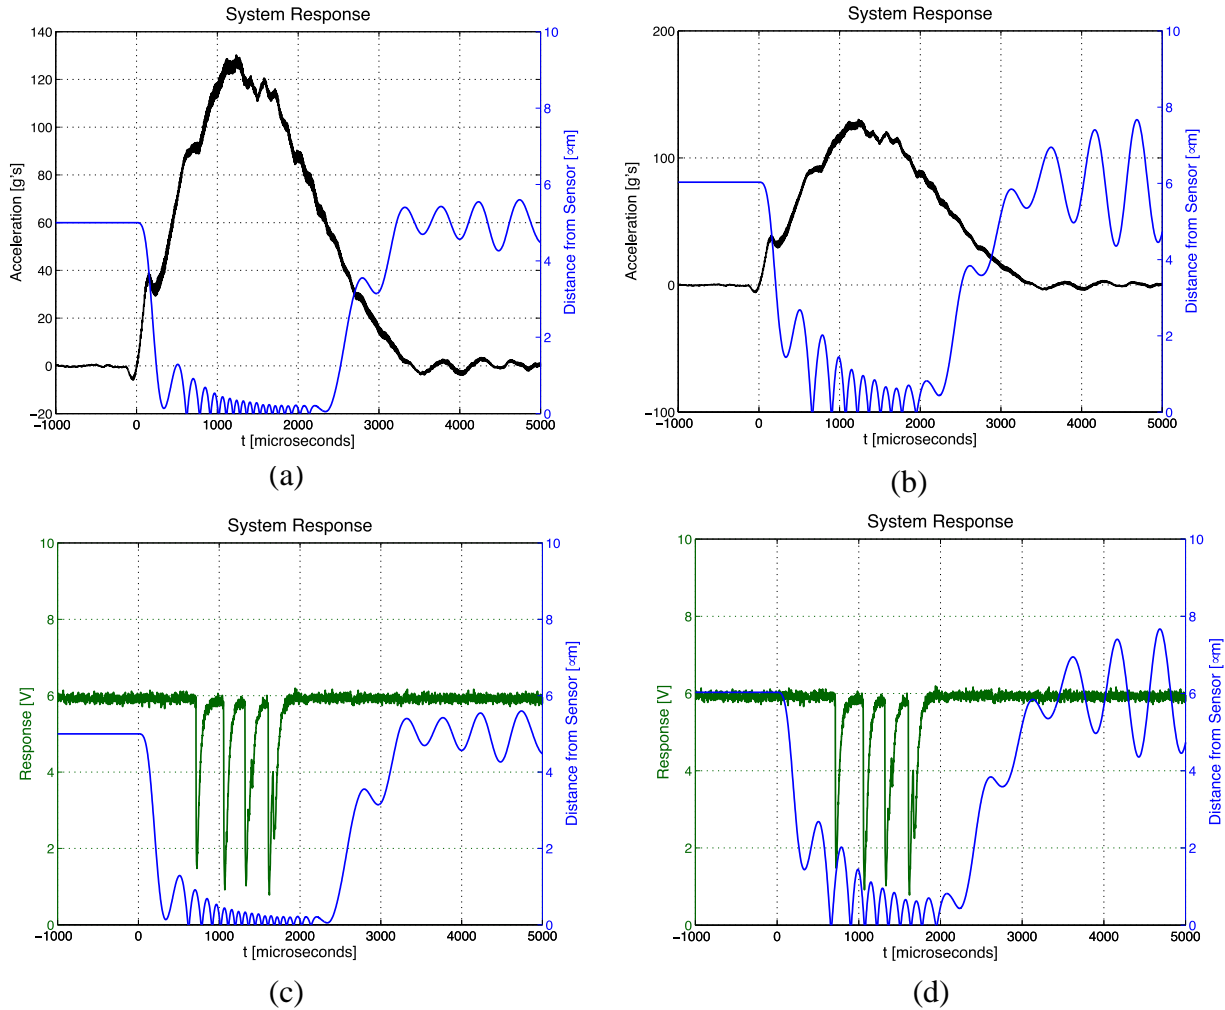 System Response
140
120
100
80
60
40
20
0
−20
Acceleration [g's]
10
8
6
4
2
0
Distance from Sensor [∝m]
−1000 0 1000 2000 3000 4000 5000
t [microseconds]
(a)
System Response
200
100
0
−100
Acceleration [g's]
10
8
6
4
2
0
Distance from Sensor [∝m]
−1000 0 1000 2000 3000 4000 5000
t [microseconds]
(b)
System Response
10
8
6
4
2
0
Response [V]
10
8
6
4
2
0
Distance from Sensor [∝m]
−1000 0 1000 2000 3000 4000 5000
t [microseconds]
(c)
System Response
10
8
6
4
2
0
Response [V]
10
8
6
4
2
0
Distance from Sensor [∝m]
−1000 0 1000 2000 3000 4000 5000
t [microseconds]
(d)